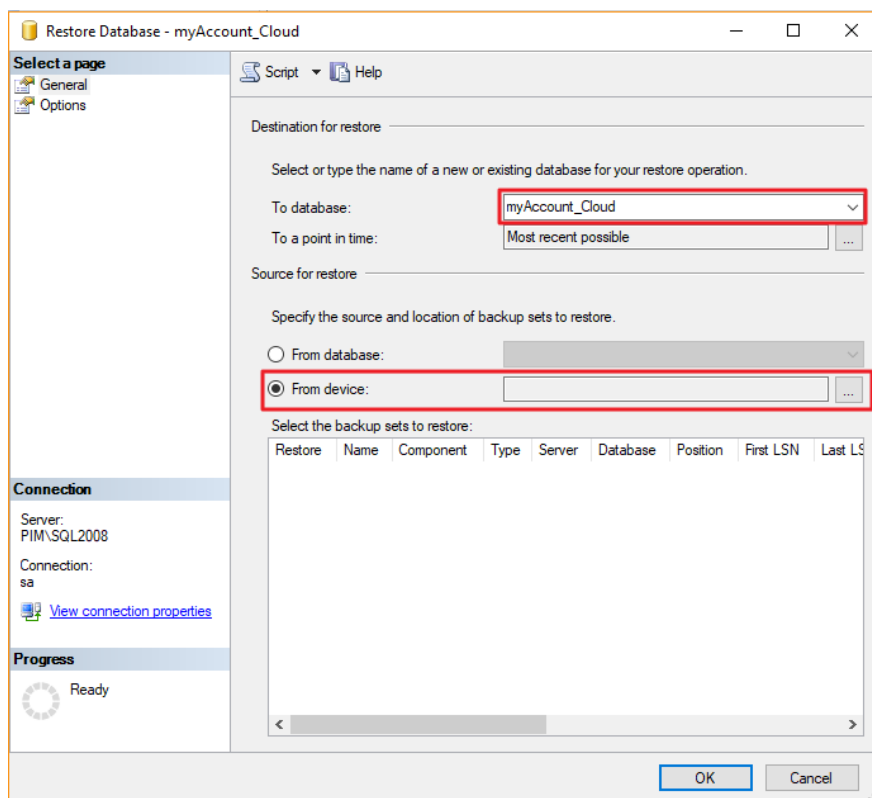 Restore Database - myAccount_Cloud
Select a page
General
Options
Script
Help
Destination for restore
Select or type the name of a new or existing database for your restore operation.
To database:
myAccount_Cloud
To a point in time:
Most recent possible
...
Source for restore
Specify the source and location of backup sets to restore.
From database:
From device:
...
Select the backup sets to restore:
Restore Name Component Type Server Database Position First LSN Last LS
Connection
Server:
PIM\SQL2008
Connection:
sa
View connection properties
Progress
Ready
OK
Cancel